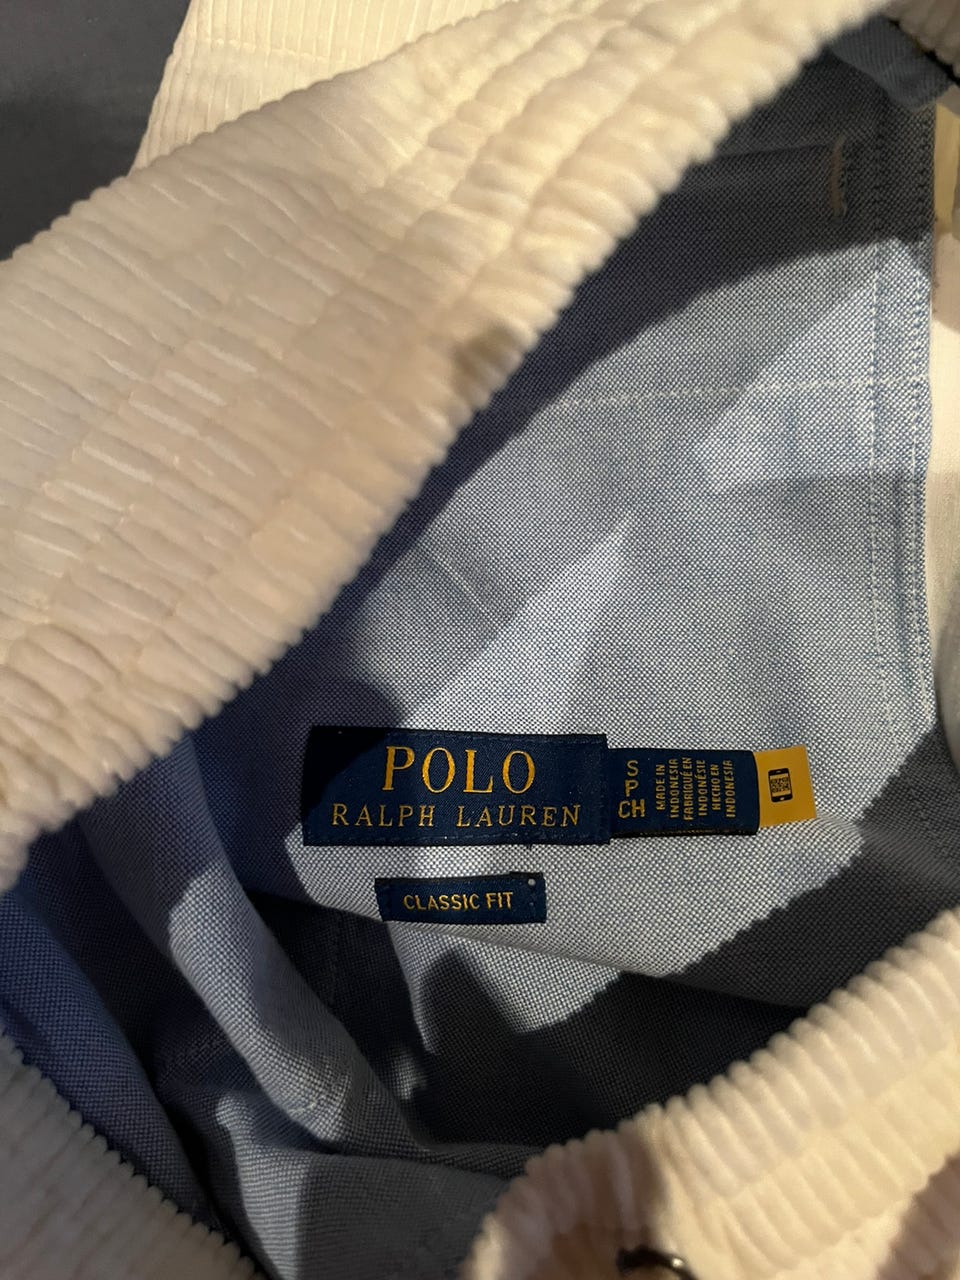 POLO
RALPH LAUREN
S
P
CH
MADE IN
INDONESIA
FABRIQUÉ EN
INDONÉSIE
HECHO EN
INDONESIA
CLASSIC FIT